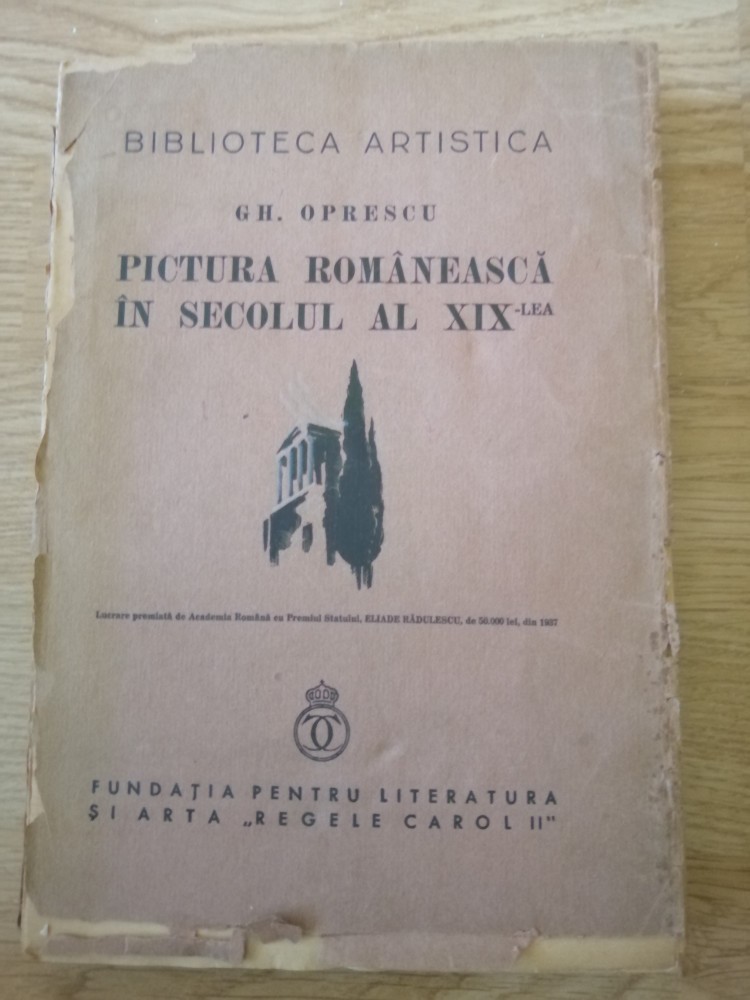 BIBLIOTECA ARTISTICA
GH. OPRESCU
PICTURA ROMÂNEASCĂ
ÎN SECOLUL AL XIX-LEA
Lucrare premiată de Academia Română cu Premiul Statului, ELIADE RĂDULESCU, de 50.000 lei, din 1937
FUNDAȚIA PENTRU LITERATURA
ȘI ARTA „REGELE CAROL II"